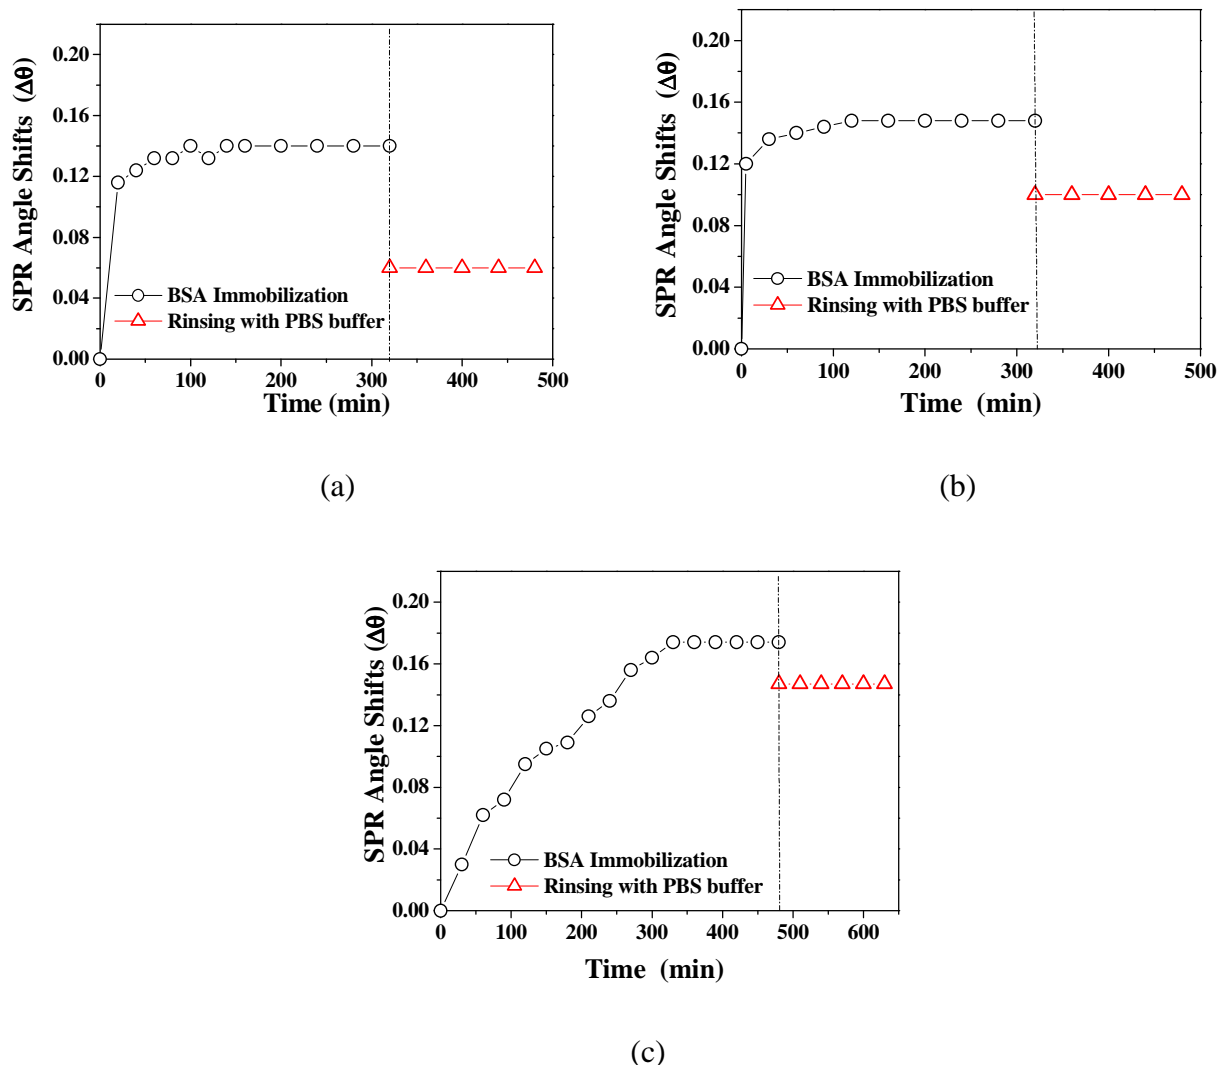 SPR Angle Shifts (Δθ)
0.20
0.16
0.12
0.08
0.04
0.00
BSA Immobilization
Rinsing with PBS buffer
0 100 200 300 400 500
Time (min)
(a)
SPR Angle Shifts (Δθ)
0.20
0.16
0.12
0.08
0.04
0.00
BSA Immobilization
Rinsing with PBS buffer
0 100 200 300 400 500
Time (min)
(b)
SPR Angle Shifts (Δθ)
0.20
0.16
0.12
0.08
0.04
0.00
BSA Immobilization
Rinsing with PBS buffer
0 100 200 300 400 500 600
Time (min)
(c)